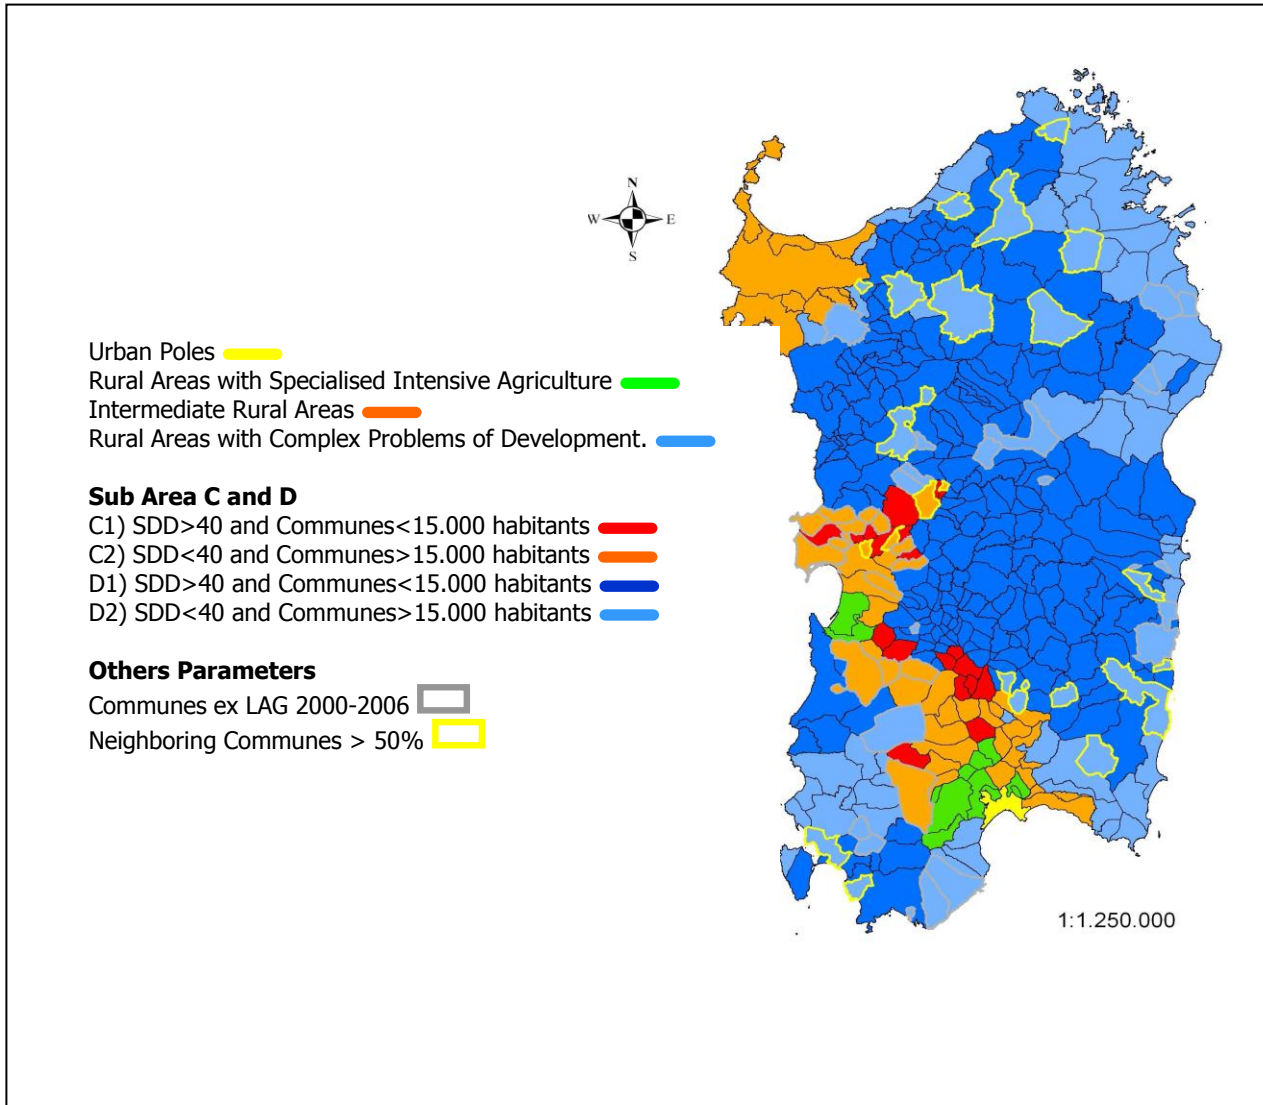 N
W E
S
Urban Poles
Rural Areas with Specialised Intensive Agriculture
Intermediate Rural Areas
Rural Areas with Complex Problems of Development.
Sub Area C and D
C1) SDD>40 and Communes<15.000 habitants
C2) SDD<40 and Communes>15.000 habitants
D1) SDD>40 and Communes<15.000 habitants
D2) SDD<40 and Communes>15.000 habitants
Others Parameters
Communes ex LAG 2000-2006
Neighboring Communes > 50%
1:1.250.000